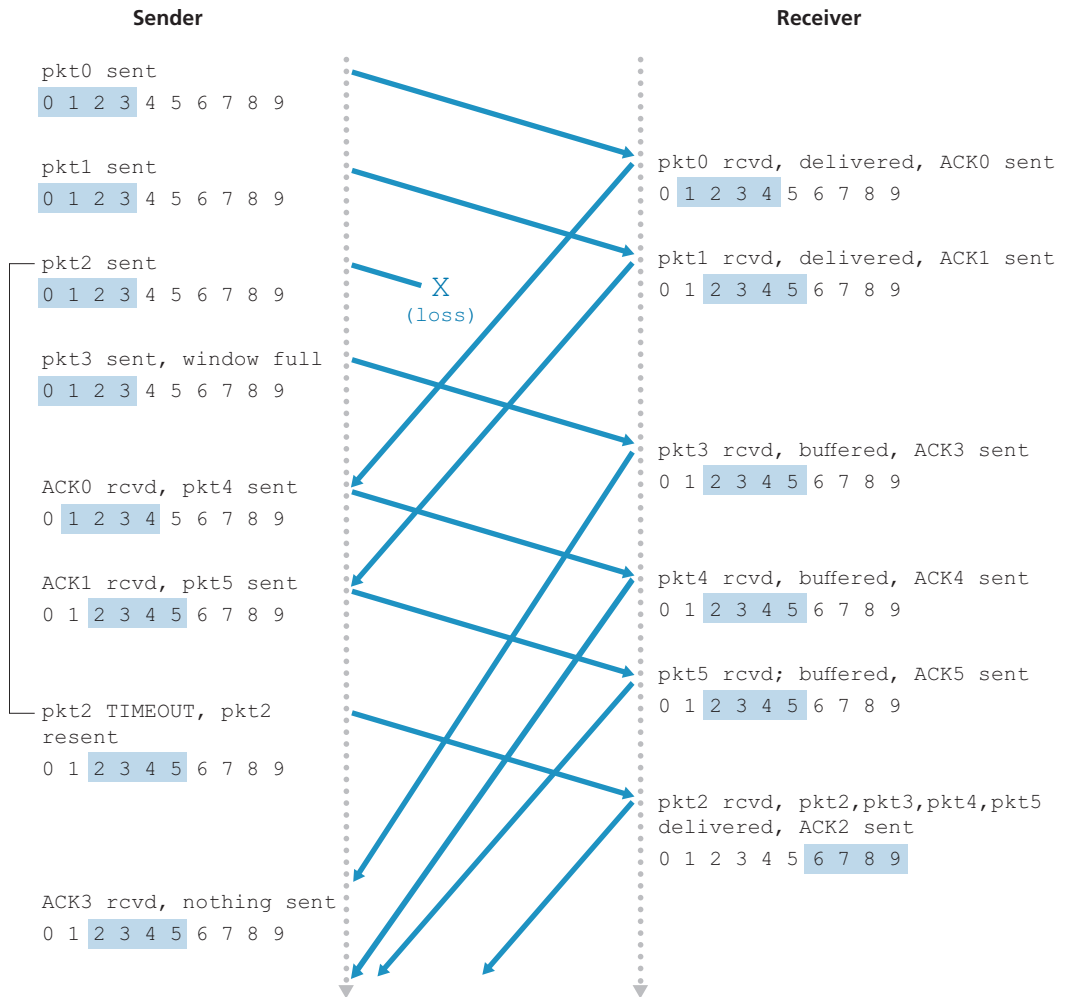 Sender
Receiver
pkt0 sent
0 1 2 3 4 5 6 7 8 9
pkt0 rcvd, delivered, ACK0 sent
0 1 2 3 4 5 6 7 8 9
pkt1 sent
0 1 2 3 4 5 6 7 8 9
pkt1 rcvd, delivered, ACK1 sent
0 1 2 3 4 5 6 7 8 9
pkt2 sent
0 1 2 3 4 5 6 7 8 9
X
(loss)
pkt3 sent, window full
0 1 2 3 4 5 6 7 8 9
pkt3 rcvd, buffered, ACK3 sent
0 1 2 3 4 5 6 7 8 9
ACK0 rcvd, pkt4 sent
0 1 2 3 4 5 6 7 8 9
pkt4 rcvd, buffered, ACK4 sent
0 1 2 3 4 5 6 7 8 9
ACK1 rcvd, pkt5 sent
0 1 2 3 4 5 6 7 8 9
pkt5 rcvd; buffered, ACK5 sent
0 1 2 3 4 5 6 7 8 9
pkt2 TIMEOUT, pkt2
resent
0 1 2 3 4 5 6 7 8 9
pkt2 rcvd, pkt2,pkt3,pkt4,pkt5
delivered, ACK2 sent
0 1 2 3 4 5 6 7 8 9
ACK3 rcvd, nothing sent
0 1 2 3 4 5 6 7 8 9